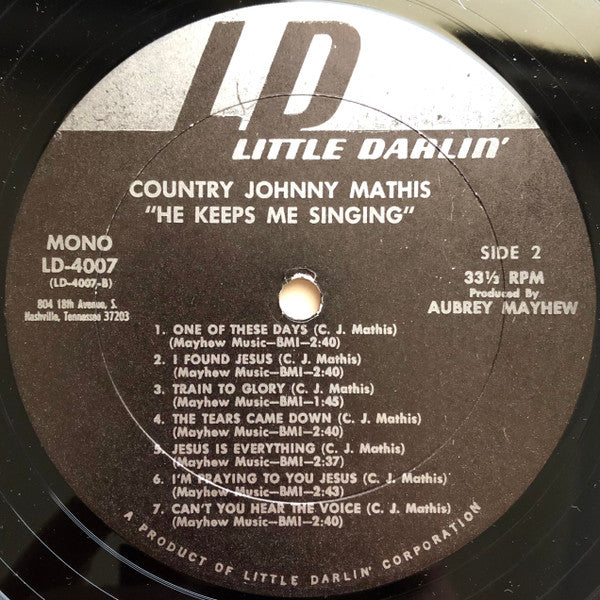 LD
LITTLE DARLIN'
COUNTRY JOHNNY MATHIS
"HE KEEPS ME SINGING"
MONO
LD-4007
(LD-4007-B)
804 18th Avenue, S.
Nashville, Tennessee 37203
SIDE 2
33⅓ RPM
Produced By
AUBREY MAYHEW
1. ONE OF THESE DAYS (C. J. Mathis)
(Mayhew Music—BMI—2:40)
2. I FOUND JESUS (C. J. Mathis)
(Mayhew Music—BMI—2:40)
3. TRAIN TO GLORY (C. J. Mathis)
(Mayhew Music—BMI—1:45)
4. THE TEARS CAME DOWN (C. J. Mathis)
(Mayhew Music—BMI—2:40)
5. JESUS IS EVERYTHING (C. J. Mathis)
(Mayhew Music—BMI—2:37)
6. I'M PRAYING TO YOU JESUS (C. J. Mathis)
(Mayhew Music—BMI—2:43)
7. CAN'T YOU HEAR THE VOICE (C. J. Mathis)
(Mayhew Music—BMI—2:40)
A PRODUCT OF LITTLE DARLIN' CORPORATION